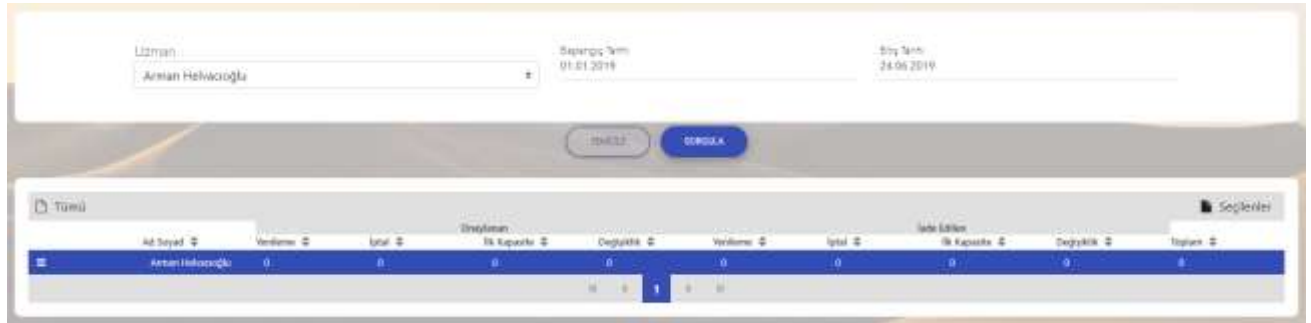 Uzman
Başlangıç Tarihi
Bitiş Tarihi
Arman Helvacıoğlu
01.01.2019
24.06.2019
TEMİZLE
SORGULA
Tümü
Seçilenler
Onaylanan
İade Edilen
Ad Soyad Yenileme İptal İlk Kapasite Değişiklik Yenileme İptal İlk Kapasite Değişiklik Toplam
Arman Helvacıoğlu 0 0 0 0 0 0 0 0 0
1